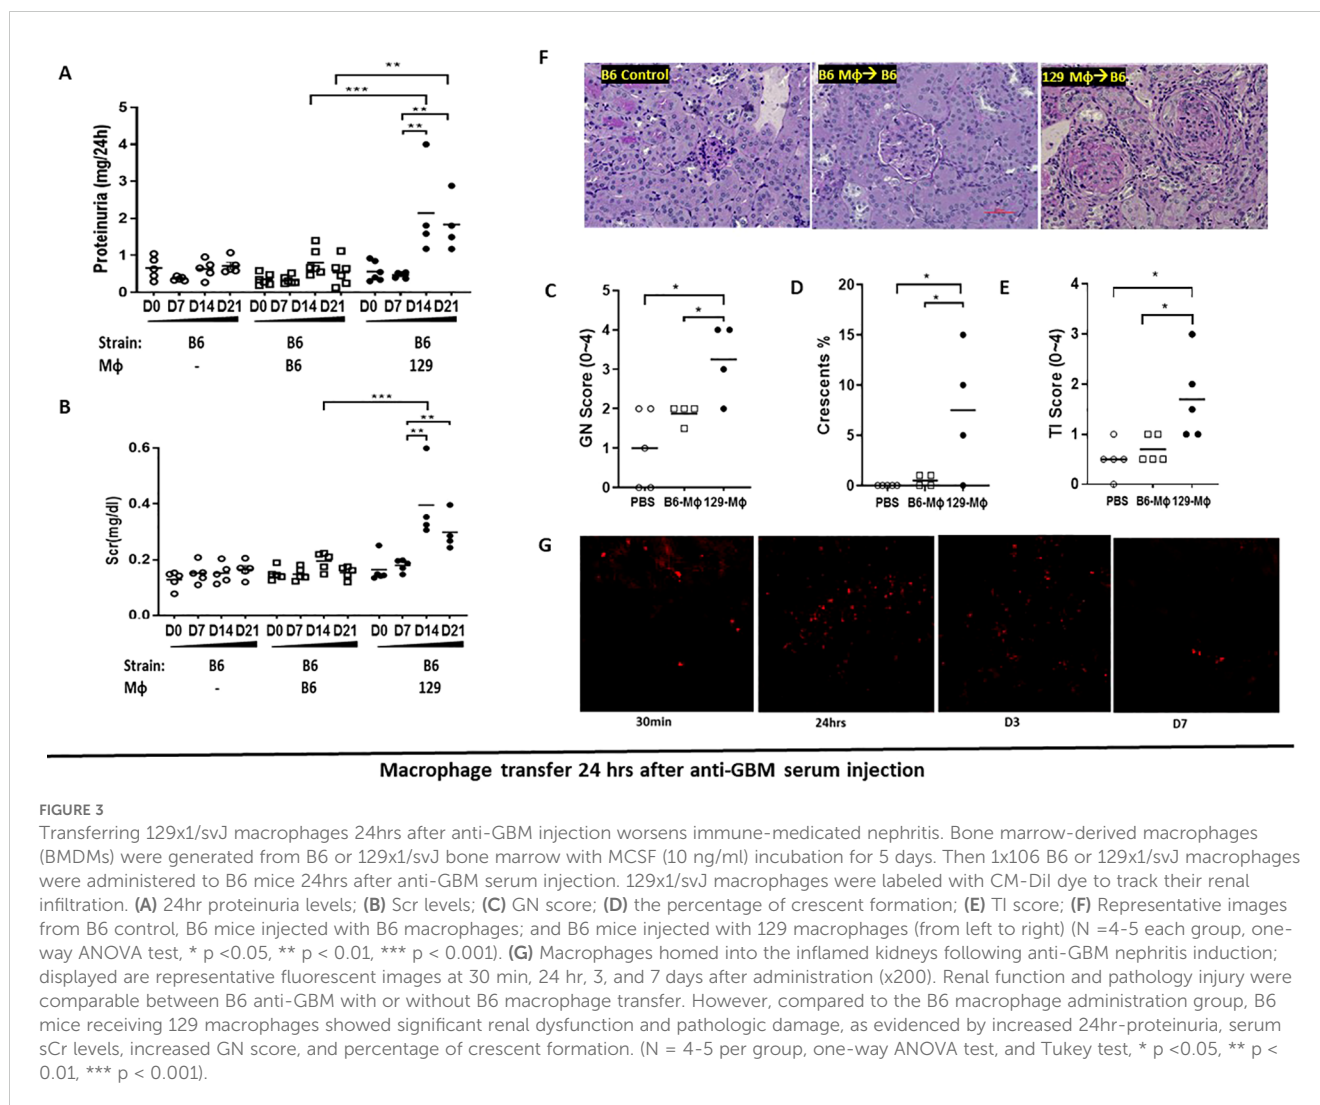 A
Proteinuria (mg/24h)
5
4
3
2
1
0
** 
***
**
**
D0 D7 D14 D21 D0 D7 D14 D21 D0 D7 D14 D21
Strain: B6 B6 B6
Mϕ - B6 129
B
Scr(mg/dl)
0.6
0.4
0.2
0.0
***
**
**
D0 D7 D14 D21 D0 D7 D14 D21 D0 D7 D14 D21
Strain: B6 B6 B6
Mϕ - B6 129
F
B6 Control
B6 Mϕ→ B6
129 Mϕ→B6
C
GN Score (0~4)
5
4
3
2
1
0
*
*
PBS B6-Mϕ 129-Mϕ
D
Crescents %
20
15
10
5
0
*
*
PBS B6-Mϕ 129-Mϕ
E
TI Score (0~4)
4
3
2
1
0
*
*
PBS B6-Mϕ 129-Mϕ
G
30min 24hrs D3 D7
Macrophage transfer 24 hrs after anti-GBM serum injection
FIGURE 3
Transferring 129x1/svJ macrophages 24hrs after anti-GBM injection worsens immune-medicated nephritis. Bone marrow-derived macrophages
(BMDMs) were generated from B6 or 129x1/svJ bone marrow with MCSF (10 ng/ml) incubation for 5 days. Then 1x106 B6 or 129x1/svJ macrophages
were administered to B6 mice 24hrs after anti-GBM serum injection. 129x1/svJ macrophages were labeled with CM-DiI dye to track their renal
infiltration. (A) 24hr proteinuria levels; (B) Scr levels; (C) GN score; (D) the percentage of crescent formation; (E) TI score; (F) Representative images
from B6 control, B6 mice injected with B6 macrophages; and B6 mice injected with 129 macrophages (from left to right) (N =4-5 each group, one-
way ANOVA test, * p <0.05, ** p < 0.01, *** p < 0.001). (G) Macrophages homed into the inflamed kidneys following anti-GBM nephritis induction;
displayed are representative fluorescent images at 30 min, 24 hr, 3, and 7 days after administration (x200). Renal function and pathology injury were
comparable between B6 anti-GBM with or without B6 macrophage transfer. However, compared to the B6 macrophage administration group, B6
mice receiving 129 macrophages showed significant renal dysfunction and pathologic damage, as evidenced by increased 24hr-proteinuria, serum
sCr levels, increased GN score, and percentage of crescent formation. (N = 4-5 per group, one-way ANOVA test, and Tukey test, * p <0.05, ** p <
0.01, *** p < 0.001).